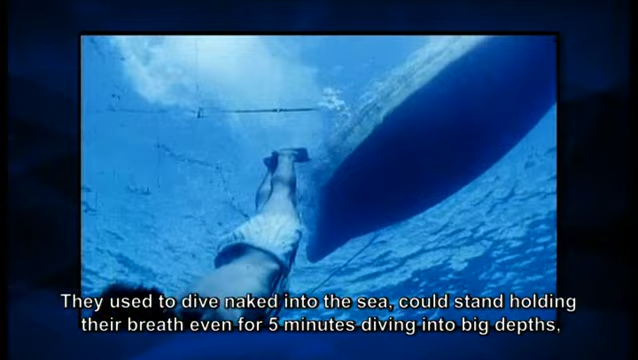 They used to dive naked into the sea, could stand holding
their breath even for 5 minutes diving into big depths,